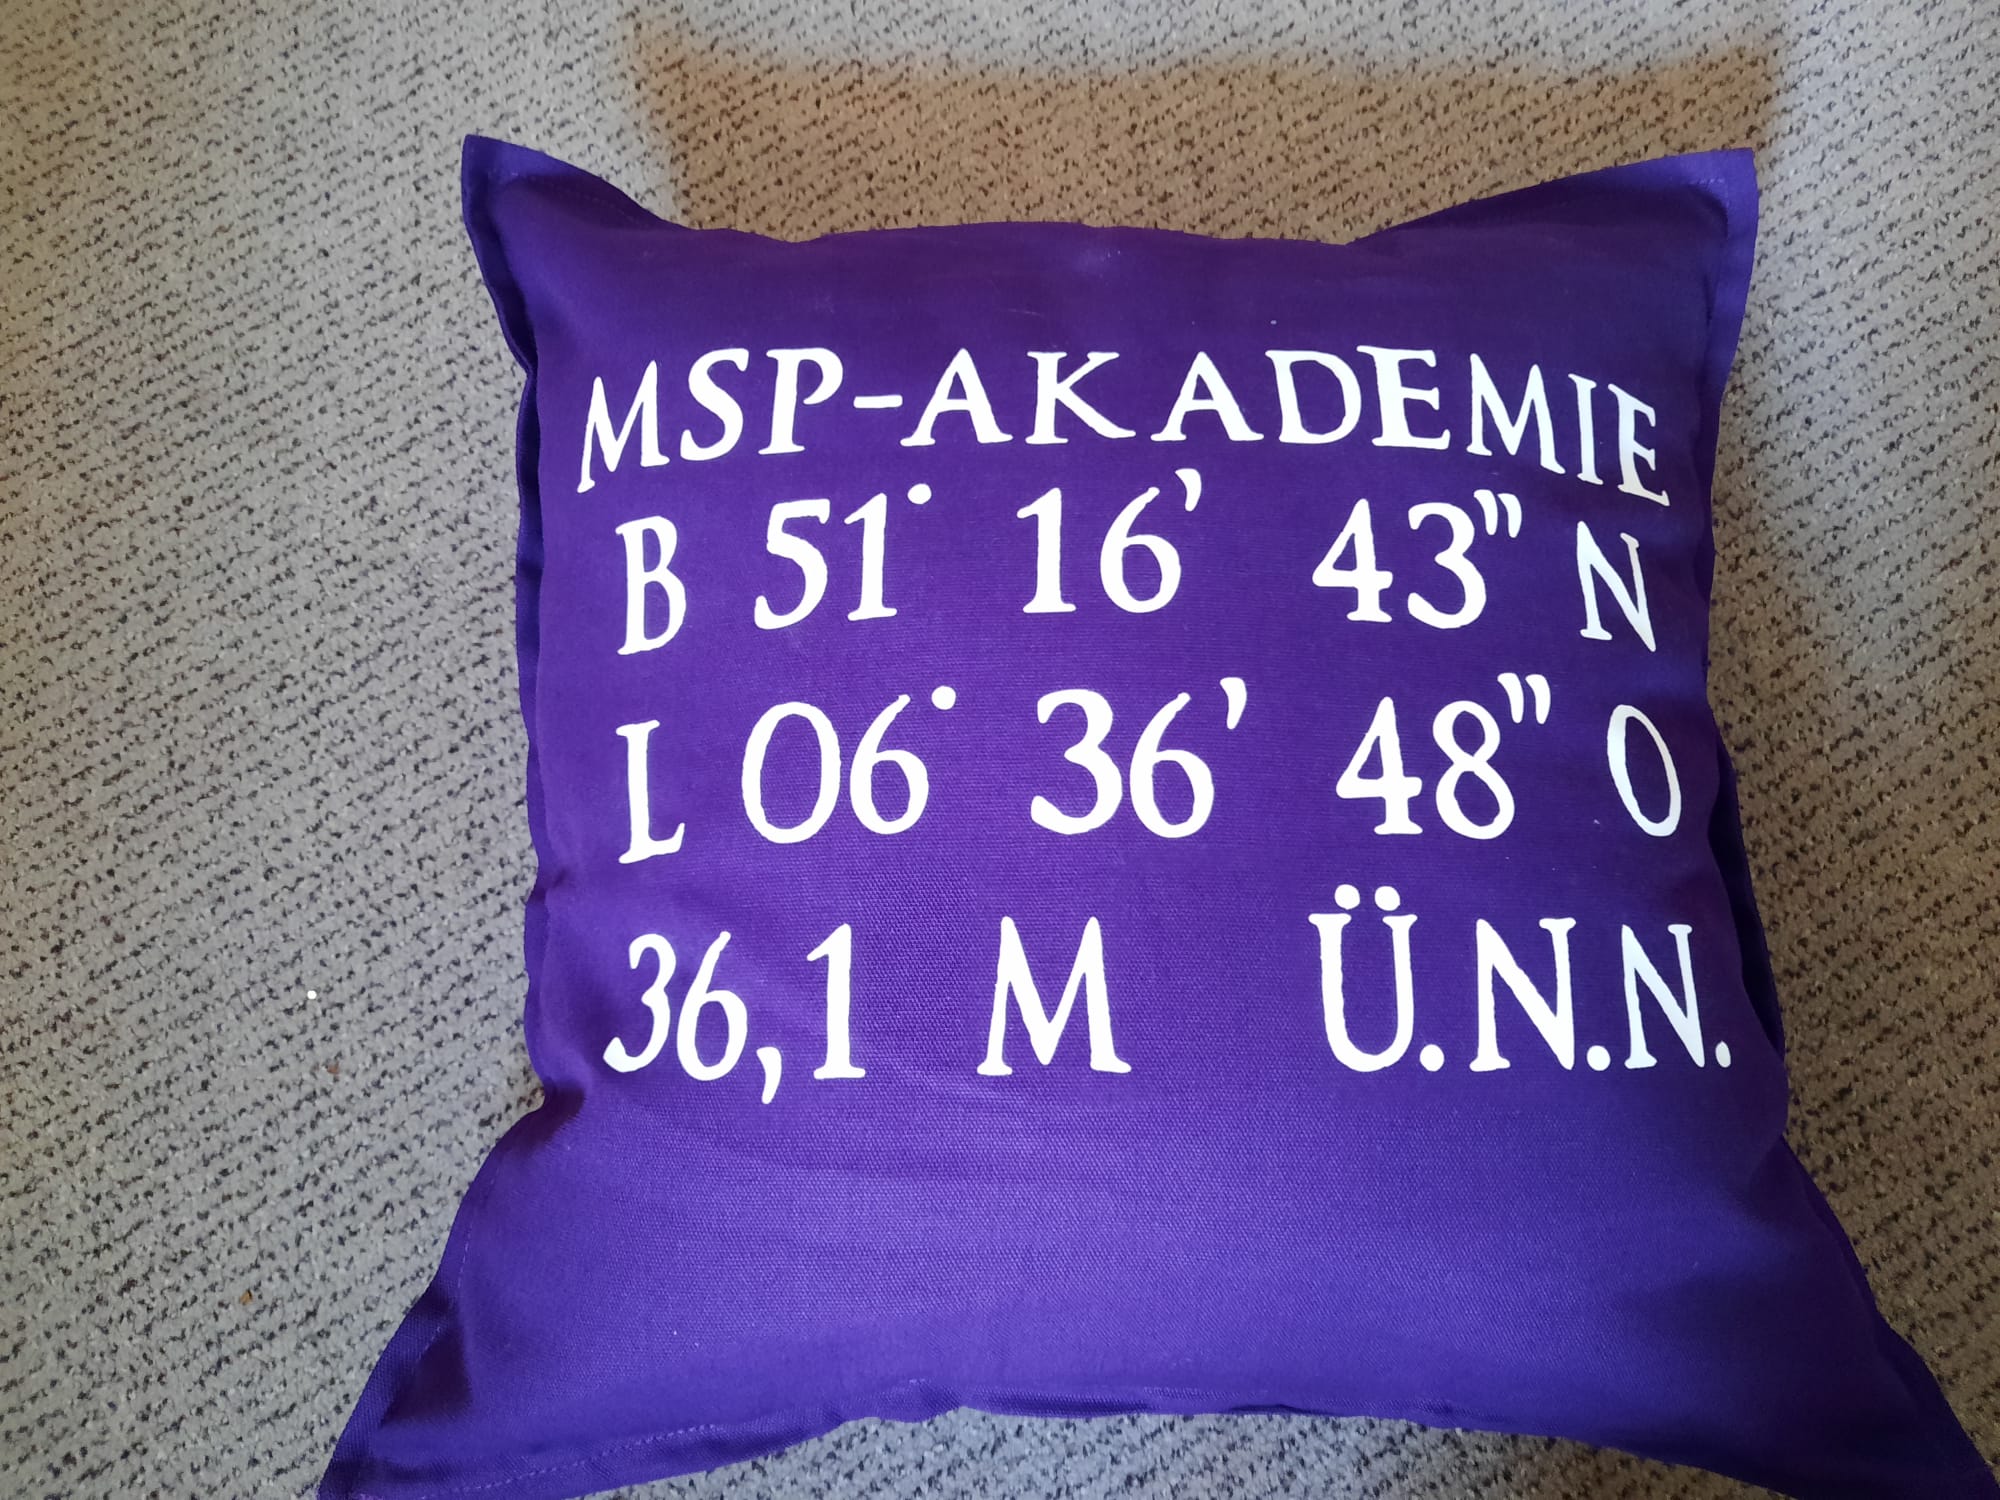 MSP-AKADEMIE
B 51° 16' 43" N
L 06° 36' 48" O
36,1 M Ü.N.N.